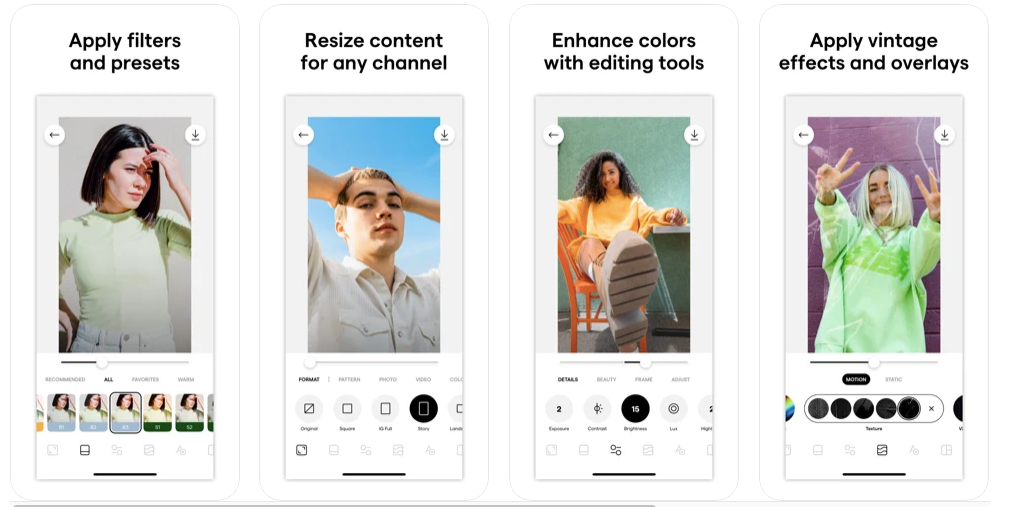 Apply filters
and presets
RECOMMENDED ALL FAVORITES WARM
B1 B2 B3 S1 S2
Resize content
for any channel
FORMAT PATTERN PHOTO VIDEO COLO
Original Square IG Full Story Lands
Enhance colors
with editing tools
DETAILS BEAUTY FRAME ADJUST
2 15 2
Exposure Contrast Brightness Lux Highl
Apply vintage
effects and overlays
MOTION STATIC
Texture